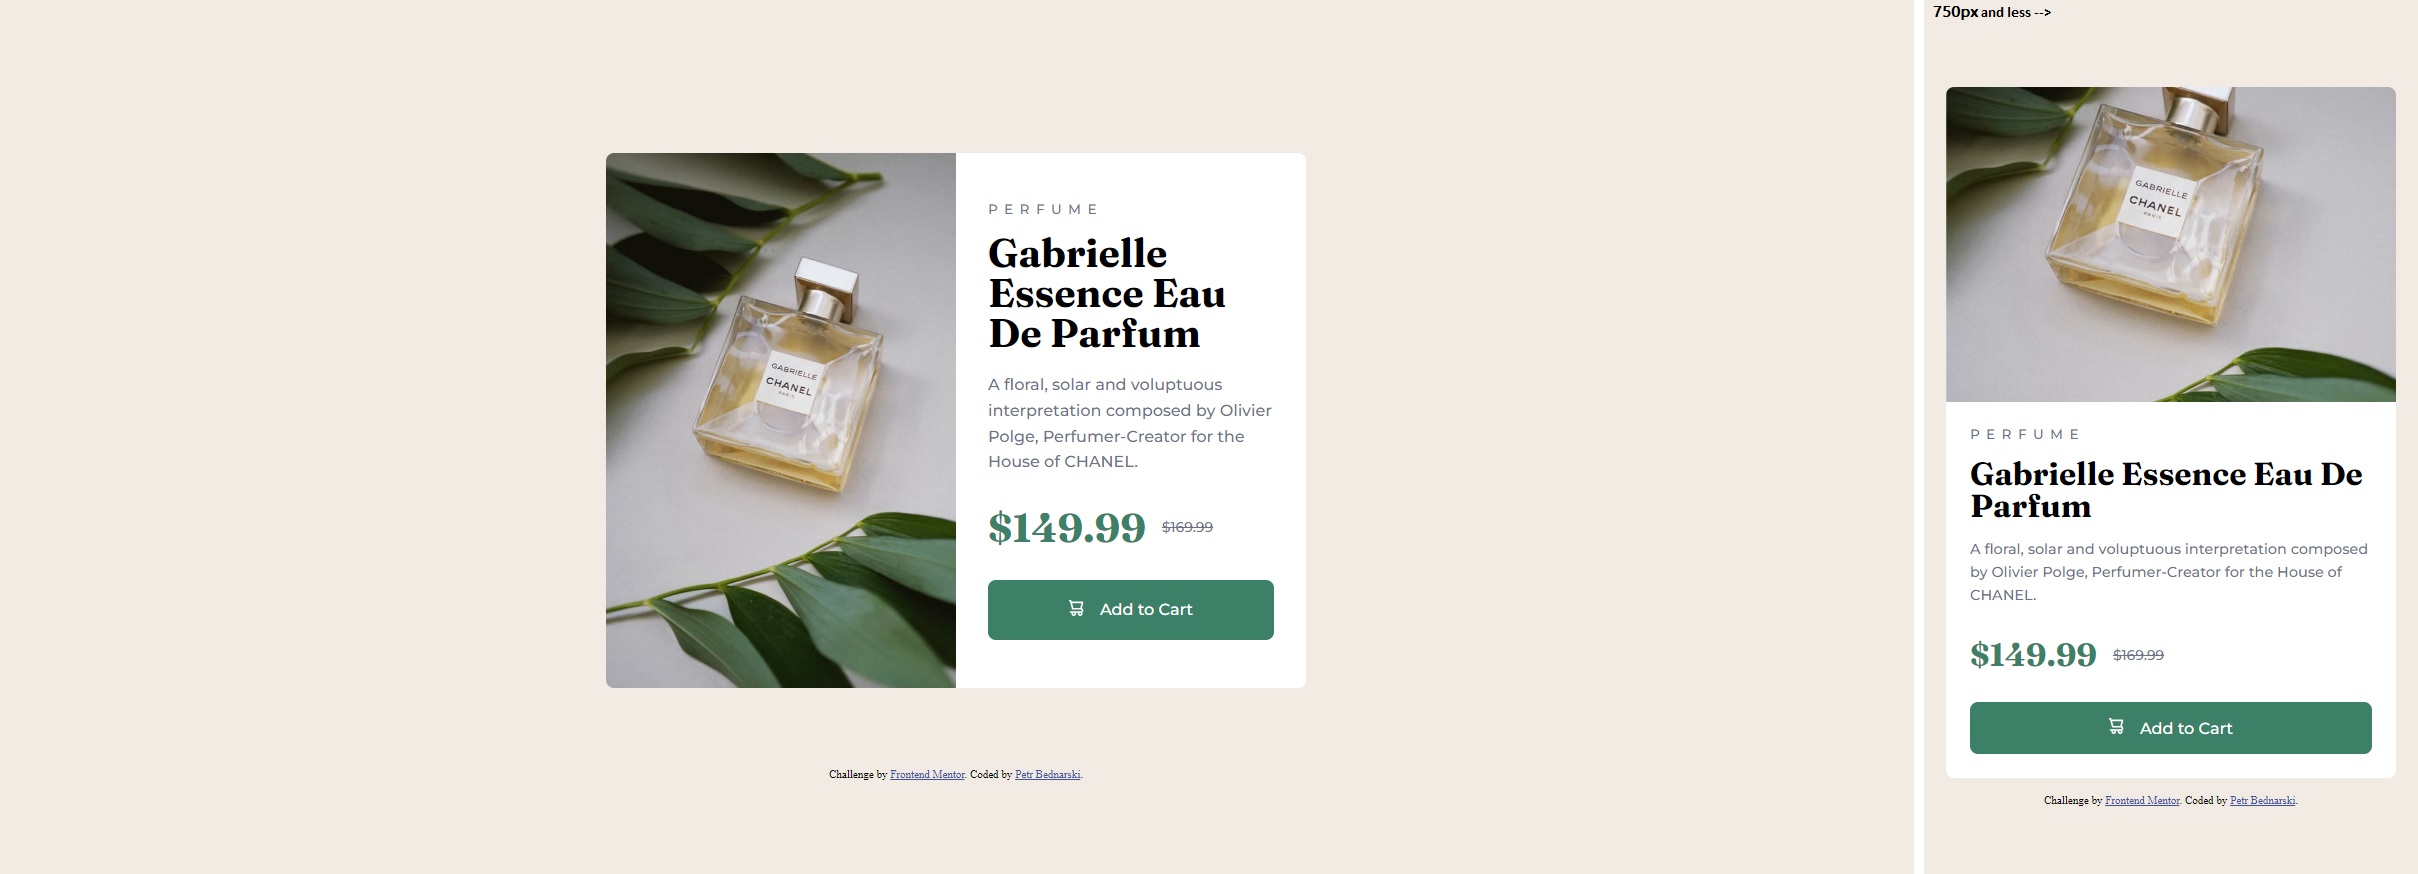 GABRIELLE
CHANEL
PARIS
PERFUME
Gabrielle
Essence Eau
De Parfum
A floral, solar and voluptuous
interpretation composed by Olivier
Polge, Perfumer-Creator for the
House of CHANEL.
$149.99 $169.99
Add to Cart
Challenge by Frontend Mentor. Coded by Petr Bednarski.
750px and less -->
GABRIELLE
CHANEL
PARIS
PERFUME
Gabrielle Essence Eau De
Parfum
A floral, solar and voluptuous interpretation composed
by Olivier Polge, Perfumer-Creator for the House of
CHANEL.
$149.99 $169.99
Add to Cart
Challenge by Frontend Mentor. Coded by Petr Bednarski.